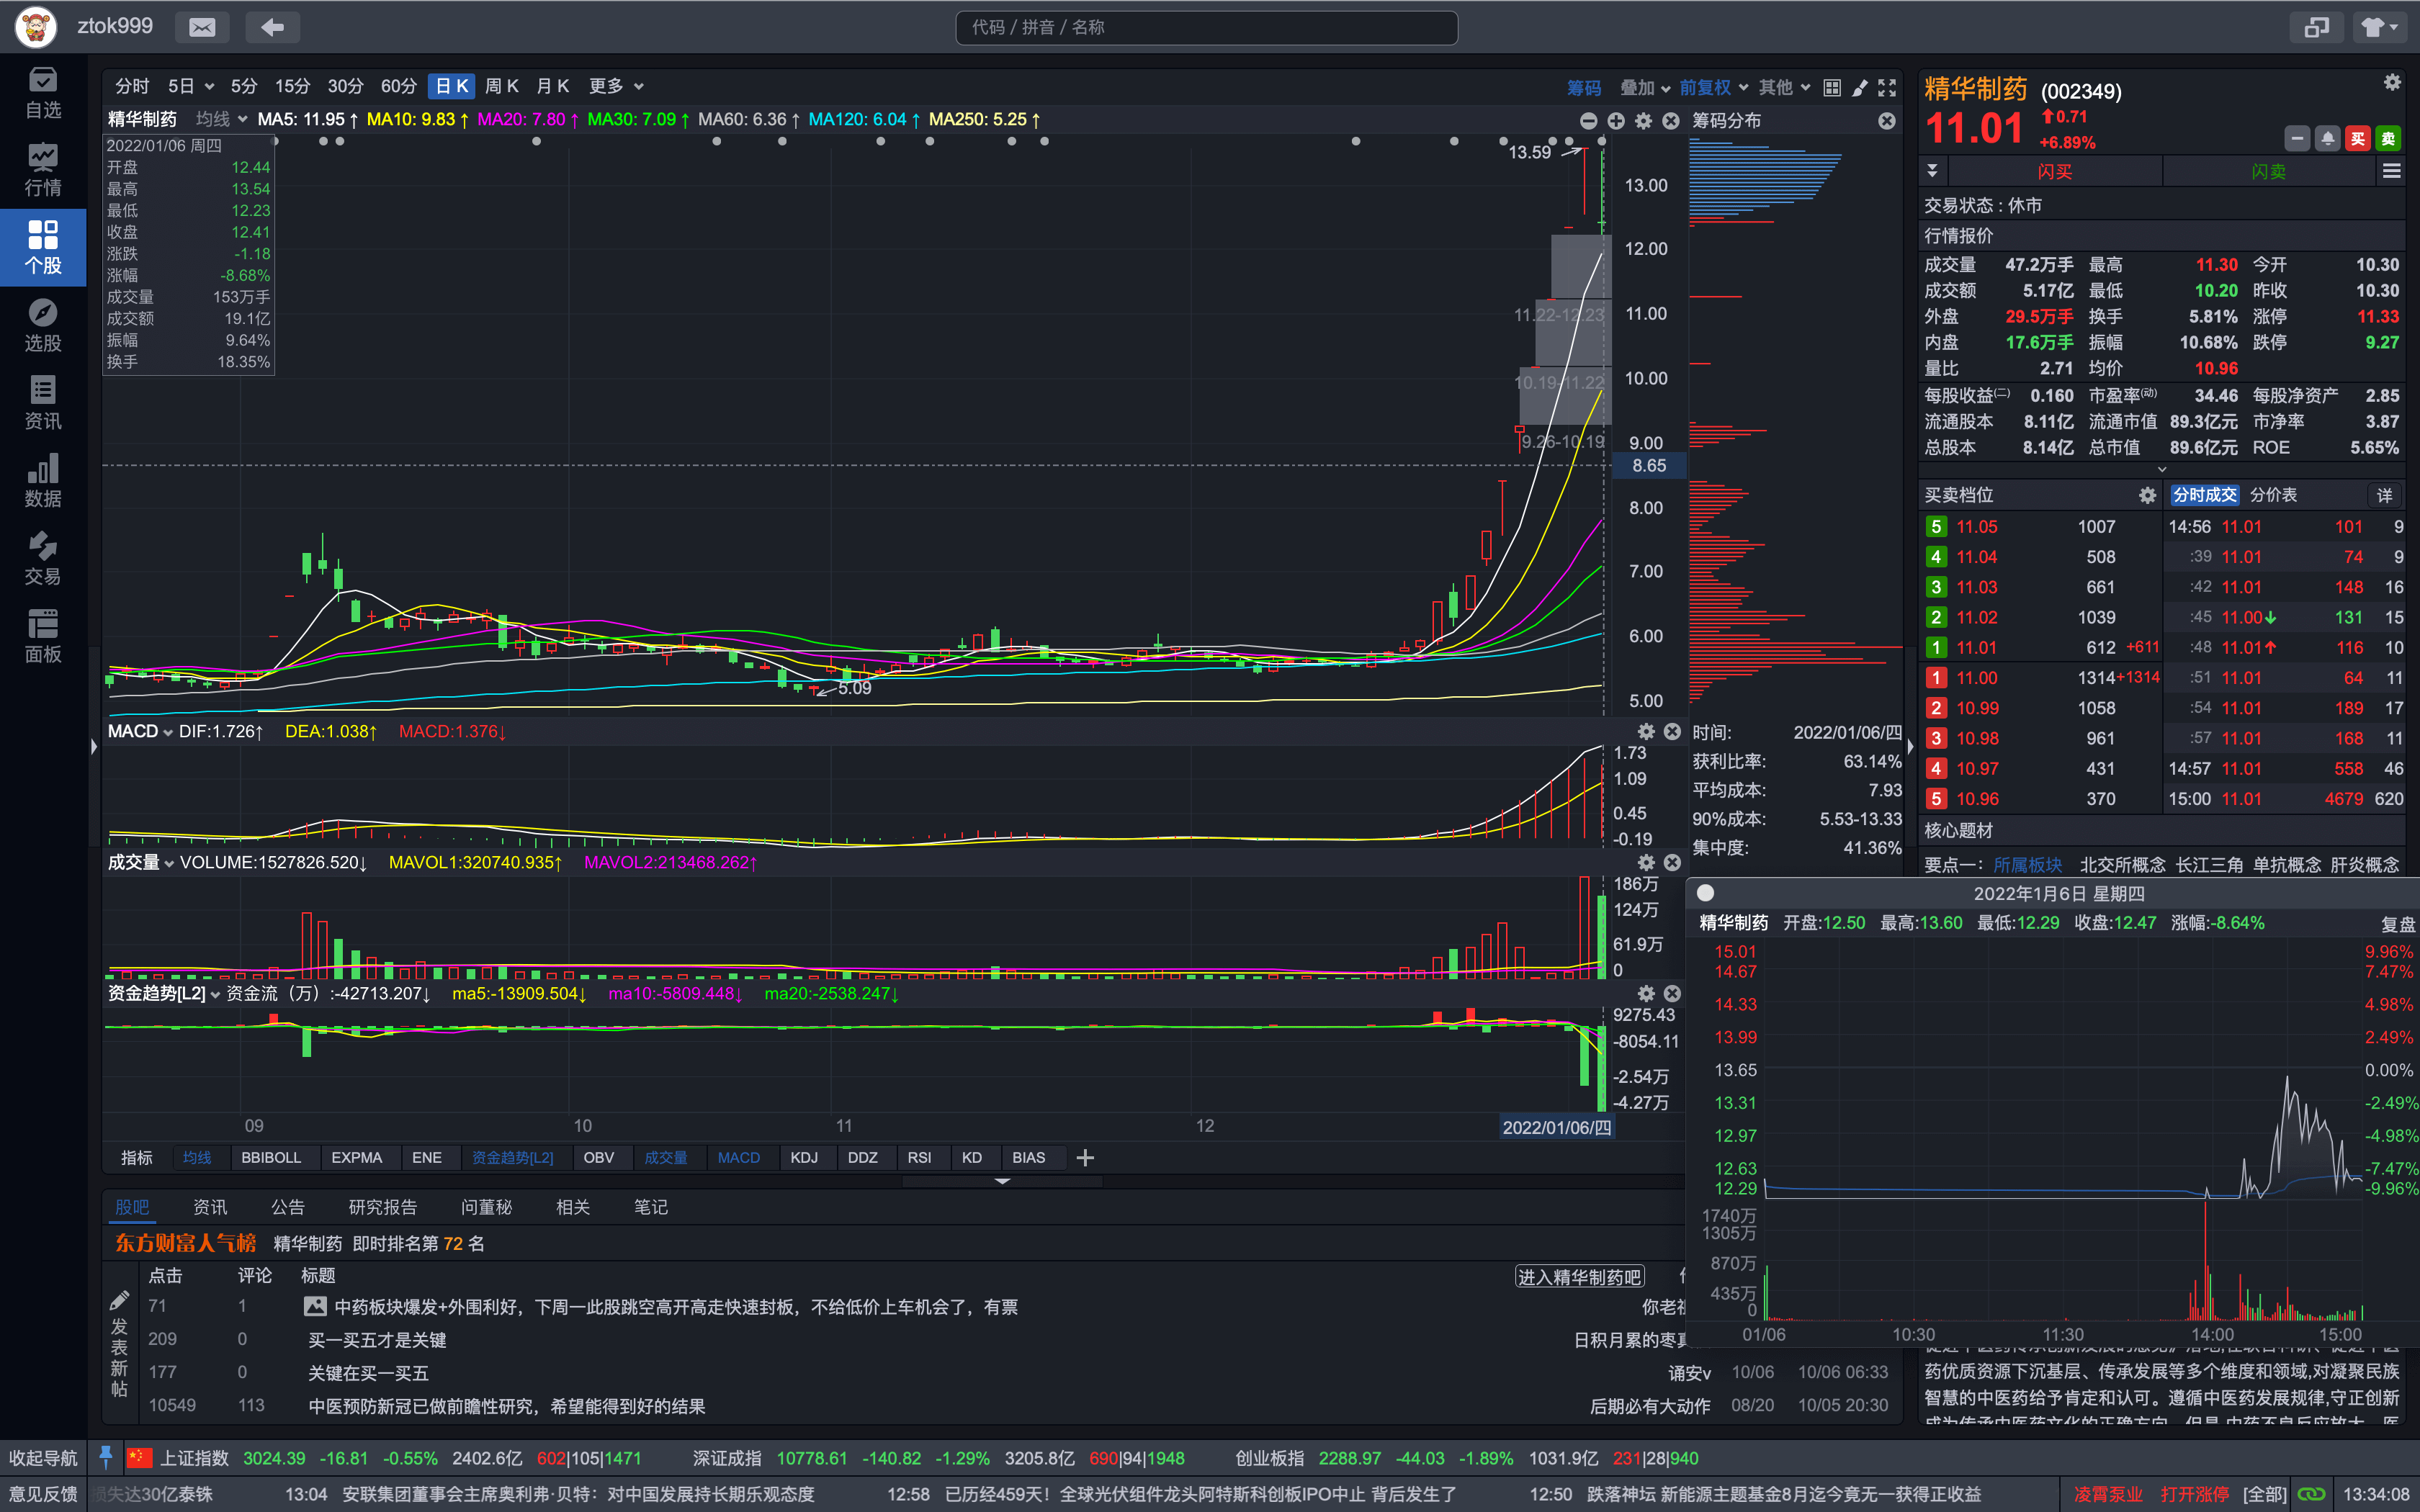 ztok999
代码 / 拼音 / 名称
自选
行情
个股
选股
资讯
数据
交易
面板
分时 5日 5分 15分 30分 60分 日K 周K 月K 更多
筹码 叠加 前复权 其他
精华制药 均线 MA5: 11.95↑ MA10: 9.83↑ MA20: 7.80↑ MA30: 7.09↑ MA60: 6.36↑ MA120: 6.04↑ MA250: 5.25↑
筹码分布
2022/01/06 周四
开盘 12.44
最高 13.54
最低 12.23
收盘 12.41
涨跌 -1.18
涨幅 -8.68%
成交量 153万手
成交额 19.1亿
振幅 9.64%
换手 18.35%
13.59
13.00
12.00
11.22-12.23 11.00
10.19-11.22 10.00
9.26-10.19 9.00
8.65
8.00
7.00
6.00
5.09
5.00
MACD DIF:1.726↑ DEA:1.038↑ MACD:1.376↓
1.73
1.09
0.45
-0.19
成交量 VOLUME:1527826.520↓ MAVOL1:320740.935↑ MAVOL2:213468.262↑
186万
124万
61.9万
0
资金趋势[L2] 资金流（万）:-42713.207↓ ma5:-13909.504↓ ma10:-5809.448↓ ma20:-2538.247↓
9275.43
-8054.11
-2.54万
-4.27万
09 10 11 12 2022/01/06/四
指标 均线 BBIBOLL EXPMA ENE 资金趋势[L2] OBV 成交量 MACD KDJ DDZ RSI KD BIAS
时间: 2022/01/06/四
获利比率: 63.14%
平均成本: 7.93
90%成本: 5.53-13.33
集中度: 41.36%
精华制药 (002349)
11.01 0.71
+6.89%
买 卖
闪买 闪卖
交易状态 : 休市
行情报价
成交量 47.2万手 最高 11.30 今开 10.30
成交额 5.17亿 最低 10.20 昨收 10.30
外盘 29.5万手 换手 5.81% 涨停 11.33
内盘 17.6万手 振幅 10.68% 跌停 9.27
量比 2.71 均价 10.96
每股收益(二) 0.160 市盈率(动) 34.46 每股净资产 2.85
流通股本 8.11亿 流通市值 89.3亿元 市净率 3.87
总股本 8.14亿 总市值 89.6亿元 ROE 5.65%
买卖档位 分时成交 分价表 详
5 11.05 1007 14:56 11.01 101 9
4 11.04 508 :39 11.01 74 9
3 11.03 661 :42 11.01 148 16
2 11.02 1039 :45 11.00↓ 131 15
1 11.01 612 +611 :48 11.01↑ 116 10
1 11.00 1314+1314 :51 11.01 64 11
2 10.99 1058 :54 11.01 189 17
3 10.98 961 :57 11.01 168 11
4 10.97 431 14:57 11.01 558 46
5 10.96 370 15:00 11.01 4679 620
核心题材
要点一: 所属板块 北交所概念 长江三角 单抗概念 肝炎概念
2022年1月6日 星期四
精华制药 开盘:12.50 最高:13.60 最低:12.29 收盘:12.47 涨幅:-8.64% 复盘
15.01 9.96%
14.67 7.47%
14.33 4.98%
13.99 2.49%
13.65 0.00%
13.31 -2.49%
12.97 -4.98%
12.63 -7.47%
12.29 -9.96%
1740万
1305万
870万
435万
0
01/06 10:30 11:30 14:00 15:00
药优质资源下沉基层、传承发展等多个维度和领域,对凝聚民族
智慧的中医药给予肯定和认可。遵循中医药发展规律,守正创新
股吧 资讯 公告 研究报告 问董秘 相关 笔记
东方财富人气榜 精华制药 即时排名第 72 名
点击 评论 标题 进入精华制药吧
发表新帖
71 1 中药板块爆发+外围利好，下周一此股跳空高开高走快速封板，不给低价上车机会了，有票 你老祖
209 0 买一买五才是关键 日积月累的枣真
177 0 关键在买一买五 诵安v 10/06 10/06 06:33
10549 113 中医预防新冠已做前瞻性研究，希望能得到好的结果 后期必有大动作 08/20 10/05 20:30
收起导航 上证指数 3024.39 -16.81 -0.55% 2402.6亿 602|105|1471 深证成指 10778.61 -140.82 -1.29% 3205.8亿 690|94|1948 创业板指 2288.97 -44.03 -1.89% 1031.9亿 231|28|940
意见反馈 损失达30亿泰铢 13:04 安联集团董事会主席奥利弗·贝特：对中国发展持长期乐观态度 12:58 已历经459天！全球光伏组件龙头阿特斯科创板IPO中止 背后发生了 12:50 跌落神坛 新能源主题基金8月迄今竟无一获得正收益 凌霄泵业 打开涨停 [全部] 13:34:08